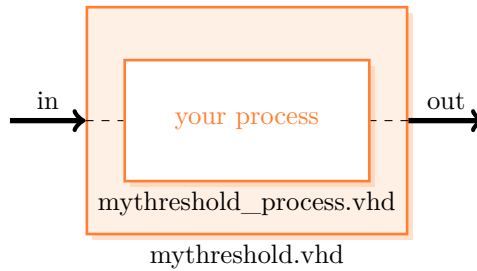 in
your process
out
mythreshold_process.vhd
mythreshold.vhd